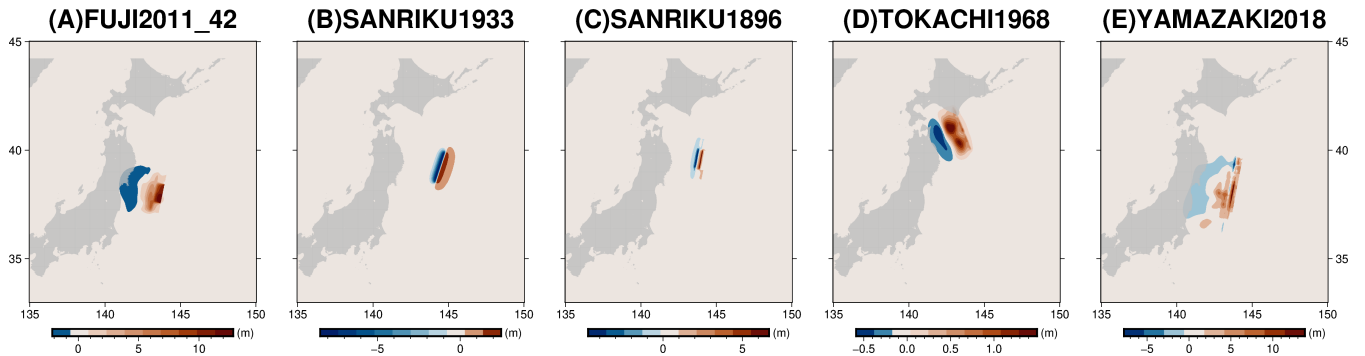 (A)FUJI2011_42 (B)SANRIKU1933 (C)SANRIKU1896 (D)TOKACHI1968 (E)YAMAZAKI2018
45 45
40 40
35 35
135 140 145 150 135 140 145 150 135 140 145 150 135 140 145 150 135 140 145 150
(m) (m) (m) (m) (m)
0 5 10 −5 0 0 5 −0.5 0.0 0.5 1.0 −5 0 5 10